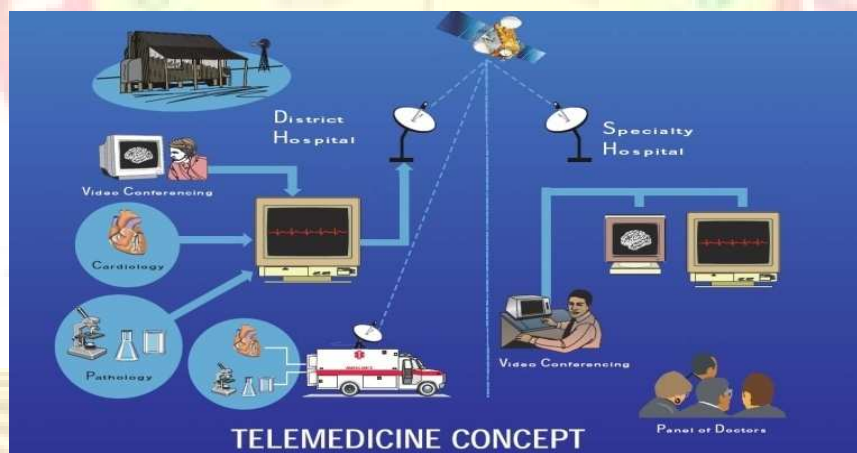 District
Hospital
Specialty
Hospital
Video Conferencing
Cardiology
Pathology
Video Conferencing
Panel of Doctors
TELEMEDICINE CONCEPT